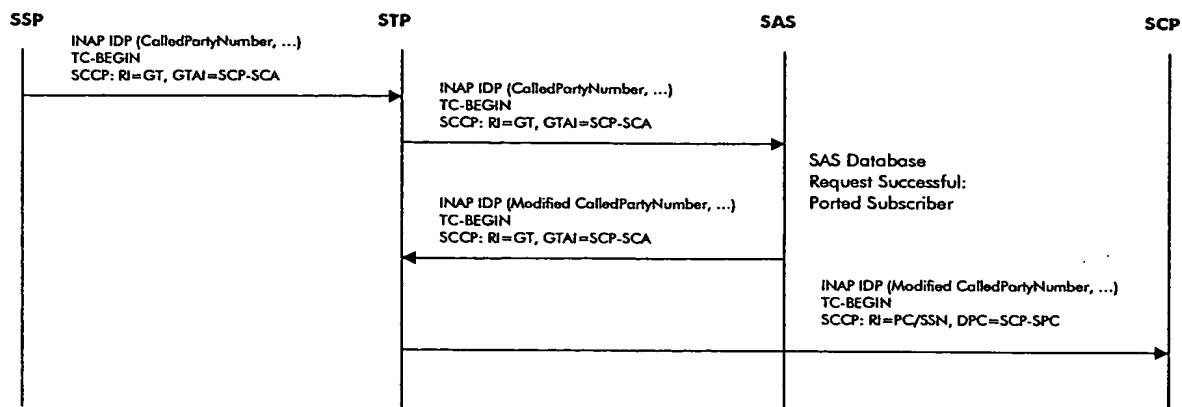 SSP
STP
SAS
SCP
INAP IDP (CalledPartyNumber, ...)
TC-BEGIN
SCCP: RI=GT, GTAI=SCP-SCA
INAP IDP (CalledPartyNumber, ...)
TC-BEGIN
SCCP: RI=GT, GTAI=SCP-SCA
SAS Database
Request Successful:
Ported Subscriber
INAP IDP (Modified CalledPartyNumber, ...)
TC-BEGIN
SCCP: RI=GT, GTAI=SCP-SCA
INAP IDP (Modified CalledPartyNumber, ...)
TC-BEGIN
SCCP: RI=PC/SSN, DPC=SCP-SPC